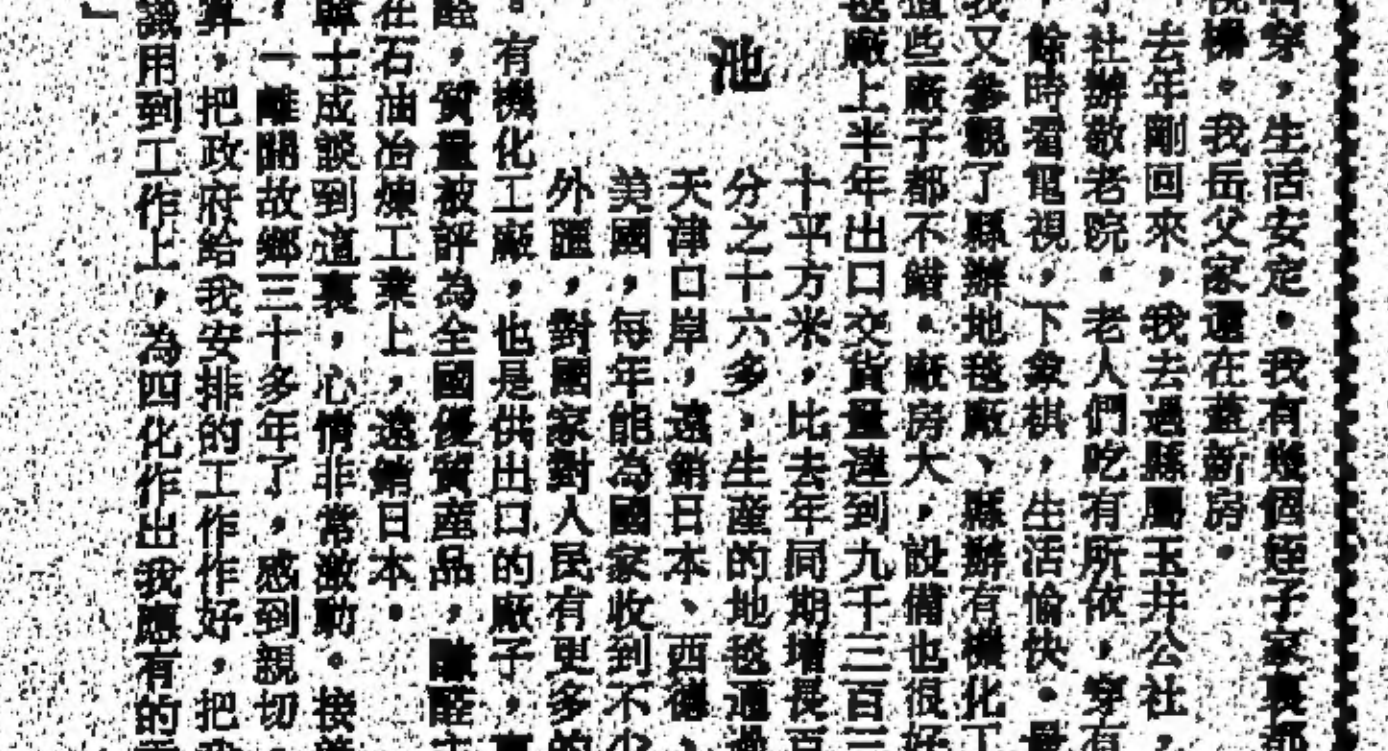 有穿，生活安定。我有幾個姪子家裏都
視機。我岳父家還在蓋新房。
去年剛回來，我去過縣屬玉井公社，
社辦敬老院。老人們吃有所依，穿有
餘時看電視，下象棋，生活愉快。最
我又參觀了縣辦地毯廠、縣辦有機化工
這些廠子都不錯。廠房大，設備也很好
毯廠上半年出口交貨量達到九千三百三
十平方米，比去年同期增長百
分之十六多，生産的地毯通過
天津口岸，遠銷日本、西德、
美國，每年能為國家收到不少
外匯，對國家對人民有更多的
池
有機化工廠，也是供出口的廠子，
醛，質量被評為全國優質産品，醛
在石油冶煉工業上，遠銷日本。
士成談到這裏，心情非常激動。接
，一離開故鄉三十多年了，感到親切
算，把政府給我安排的工作作好，把
識用到工作上，為四化作出我應有的
』